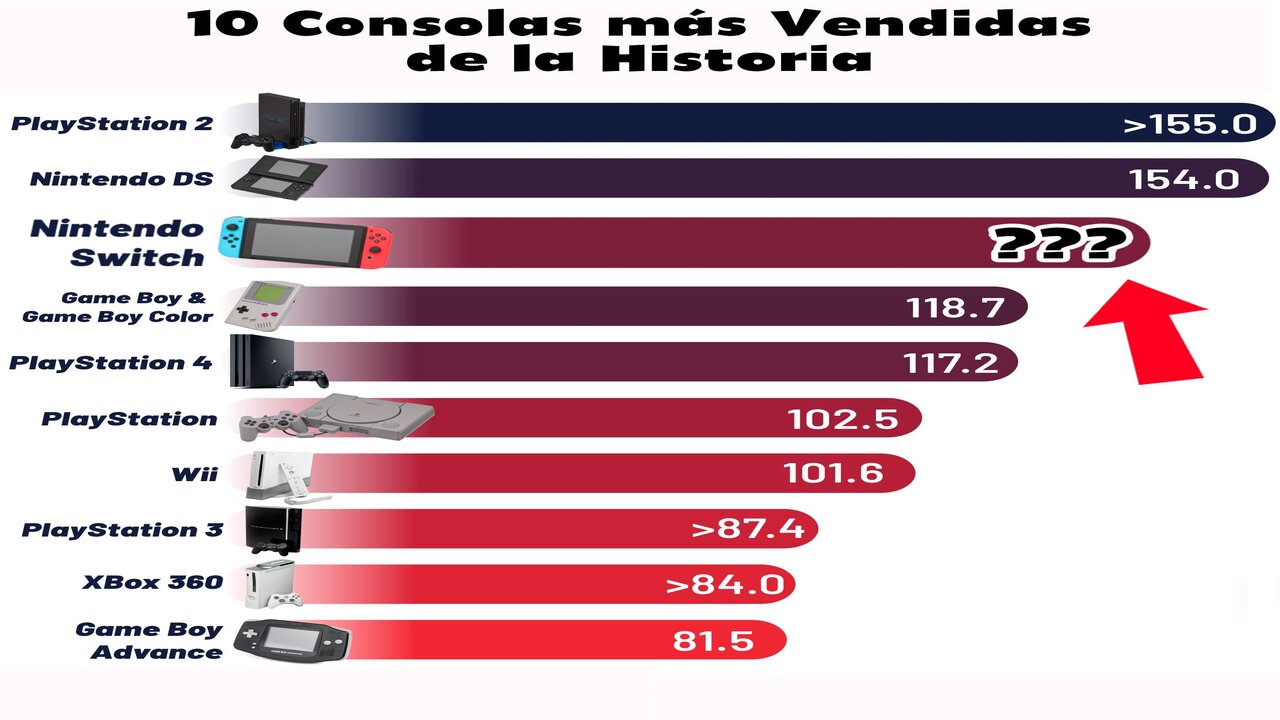 10 Consolas más Vendidas
de la Historia
PlayStation 2
>155.0
Nintendo DS
154.0
Nintendo
Switch
???
Game Boy &
Game Boy Color
118.7
PlayStation 4
117.2
PlayStation
102.5
Wii
101.6
PlayStation 3
>87.4
XBox 360
>84.0
Game Boy
Advance
81.5